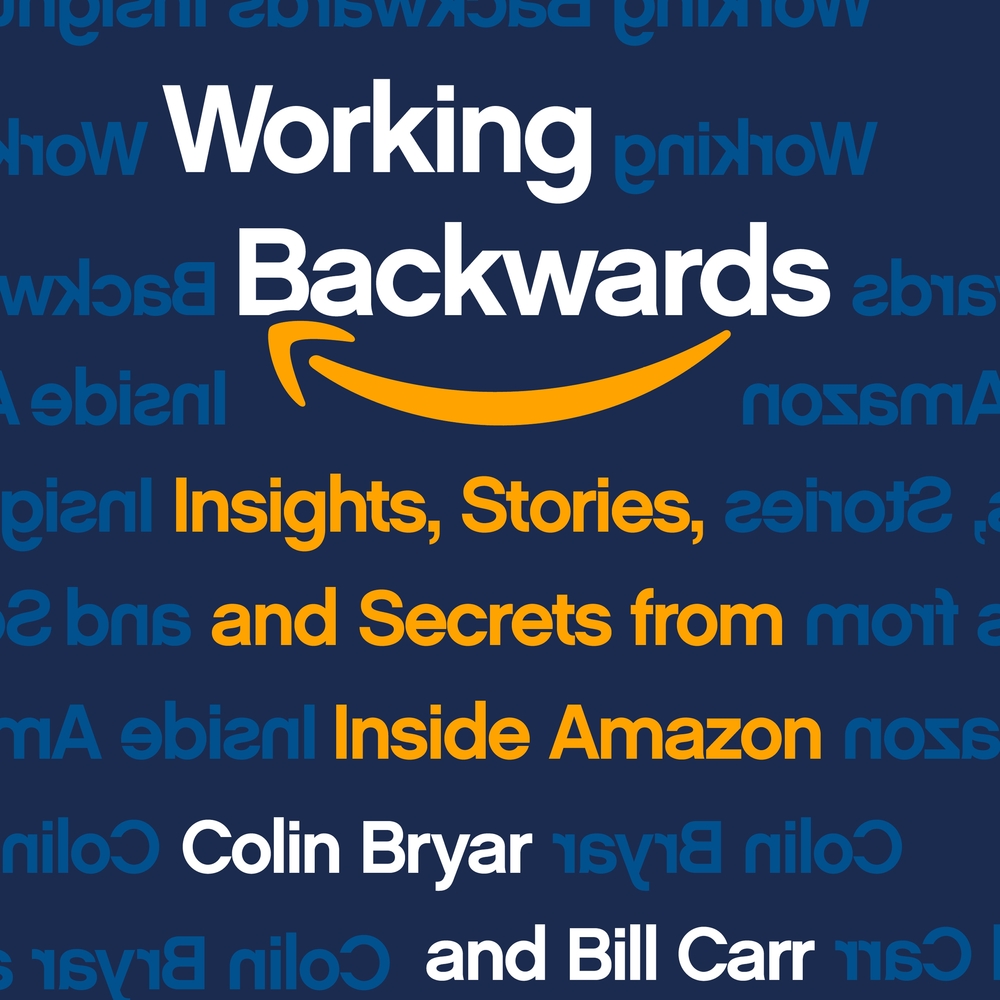 Working
Backwards
Insights, Stories,
and Secrets from
Inside Amazon
Colin Bryar
and Bill Carr